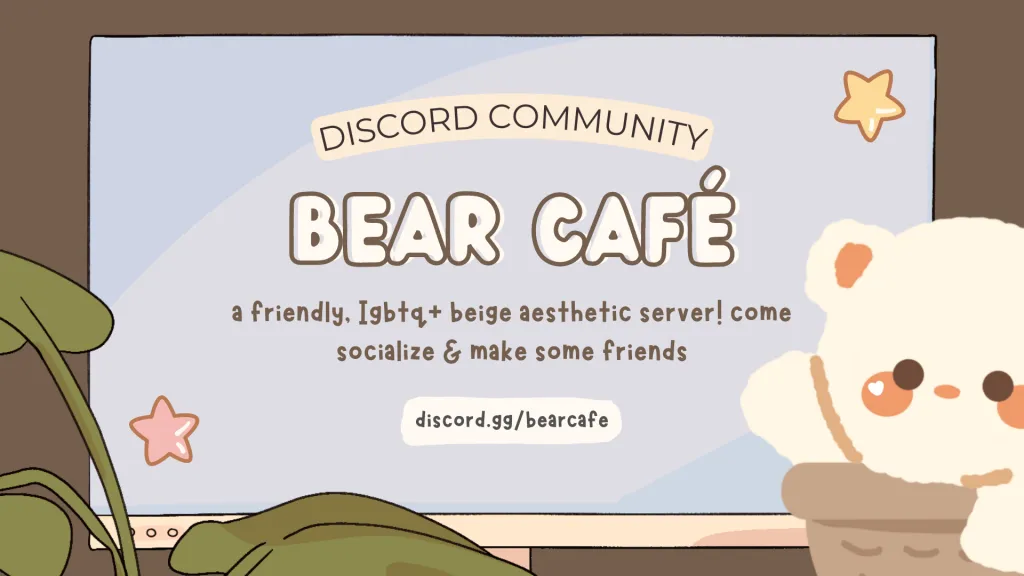 DISCORD COMMUNITY
BEAR CAFÉ
a friendly, lgbtq+ beige aesthetic server! come
socialize & make some friends
discord.gg/bearcafe